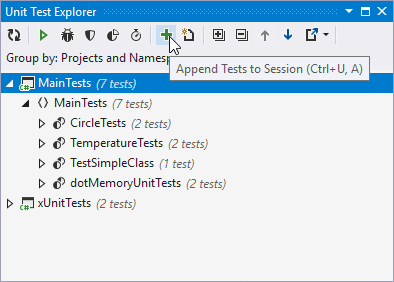 Unit Test Explorer
Group by: Projects and Namesp
Append Tests to Session (Ctrl+U, A)
MainTests (7 tests)
MainTests (7 tests)
CircleTests (2 tests)
TemperatureTests (2 tests)
TestSimpleClass (1 test)
dotMemoryUnitTests (2 tests)
xUnitTests (2 tests)